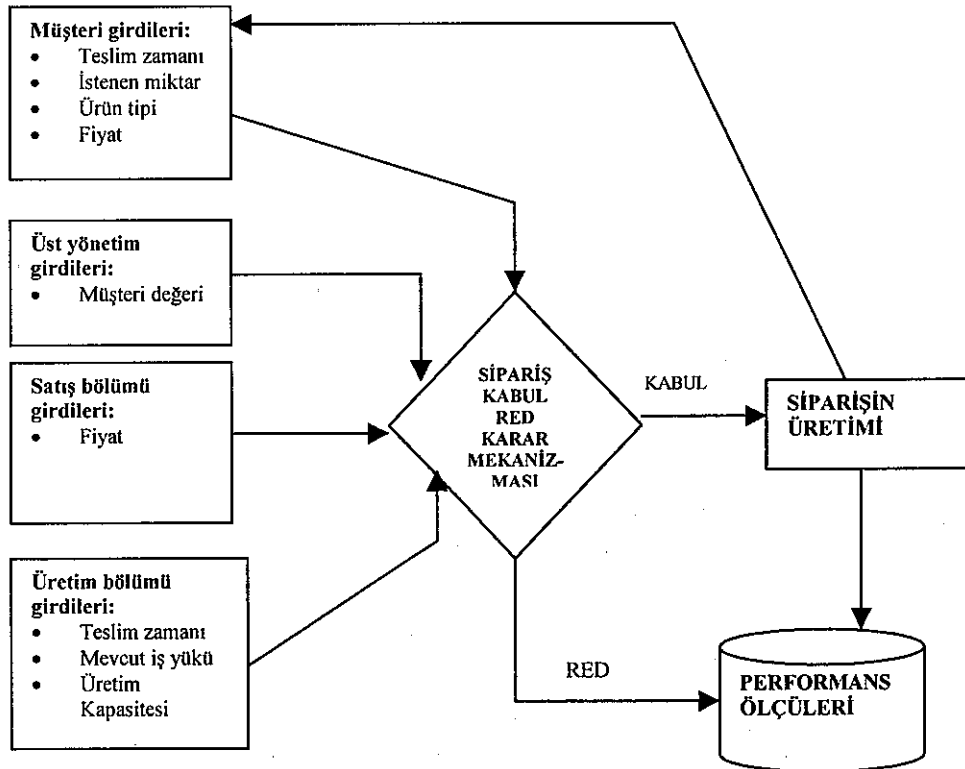 Müşteri girdileri:
• Teslim zamanı
• İstenen miktar
• Ürün tipi
• Fiyat
Üst yönetim
girdileri:
• Müşteri değeri
Satış bölümü
girdileri:
• Fiyat
Üretim bölümü
girdileri:
• Teslim zamanı
• Mevcut iş yükü
• Üretim
Kapasitesi
SİPARİŞ
KABUL
RED
KARAR
MEKANİZ-
MASI
KABUL
SİPARİŞİN
ÜRETİMİ
RED
PERFORMANS
ÖLÇÜLERİ